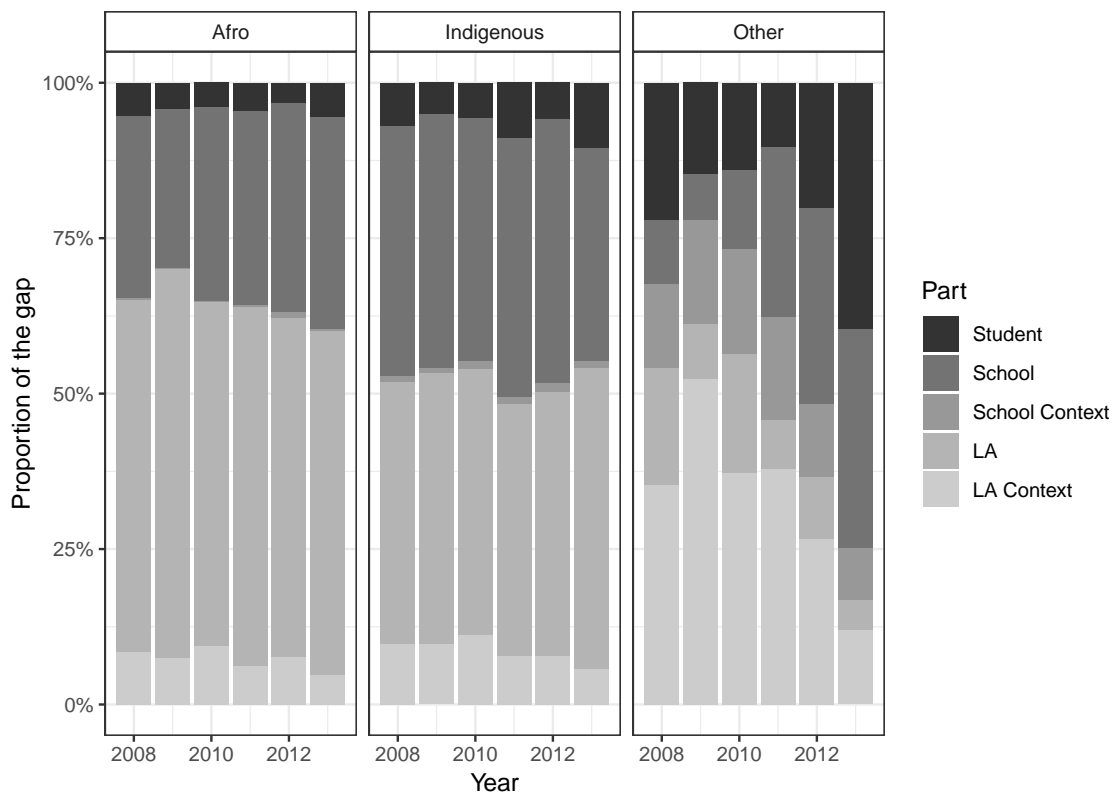 Afro Indigenous Other
100%
75%
50%
25%
0%
Proportion of the gap
2008 2010 2012 2008 2010 2012 2008 2010 2012
Year
Part
Student
School
School Context
LA
LA Context